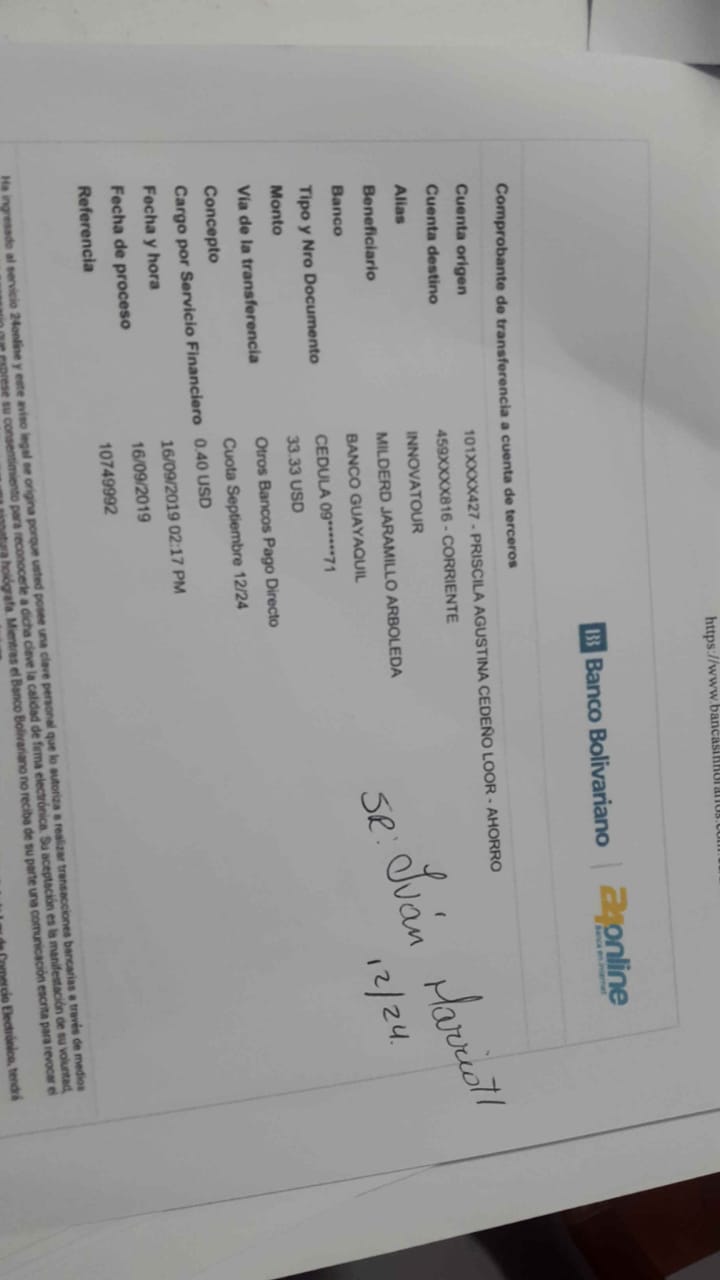 https://www.bancasinhorarios.com
BB Banco Bolivariano
24online
Banca en internet
Comprobante de transferencia a cuenta de terceros
Cuenta origen 101XXXX427 - PRISCILA AGUSTINA CEDEÑO LOOR - AHORRO
Cuenta destino 459XXXX816 - CORRIENTE
Alias INNOVATOUR
Beneficiario MILDERD JARAMILLO ARBOLEDA
Banco BANCO GUAYAQUIL
Tipo y Nro Documento CEDULA 09******71
Monto 33.33 USD
Vía de la transferencia Otros Bancos Pago Directo
Concepto Cuota Septiembre 12/24
Cargo por Servicio Financiero 0.40 USD
Fecha y hora 16/09/2019 02:17 PM
Fecha de proceso 16/09/2019
Referencia 10749992
SR: Iván Marriott
12/24.
Ha ingresado al servicio 24online y este aviso legal se origina porque usted posee una clave personal que lo autoriza a realizar transacciones bancarias a través de medios
que exprese su consentimiento para reconocerle a dicha clave la calidad de firma electrónica. Su aceptación es la manifestación de su voluntad,
signatura hológrafa. Mientras el Banco Bolivariano no reciba de su parte una comunicación escrita para revocar el
de Comercio Electrónico, tendrá